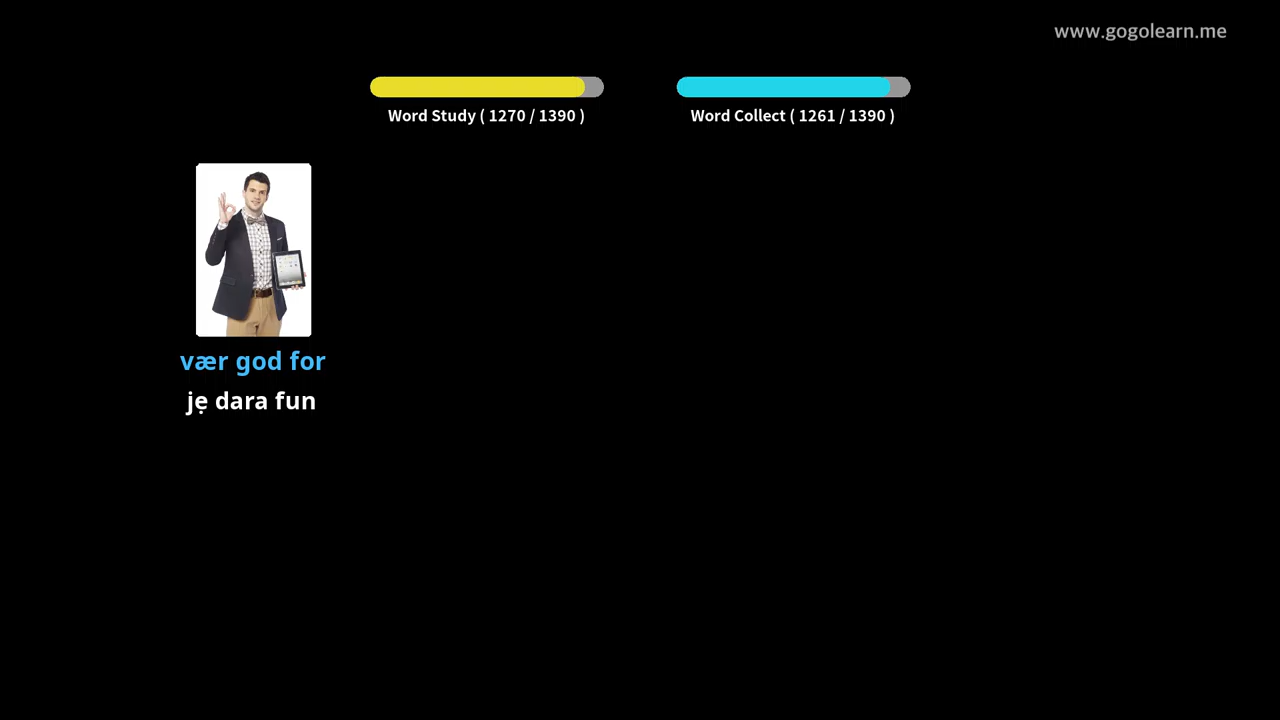 www.gogolearn.me
Word Study ( 1270 / 1390 )
Word Collect ( 1261 / 1390 )
vær god for
jẹ dara fun